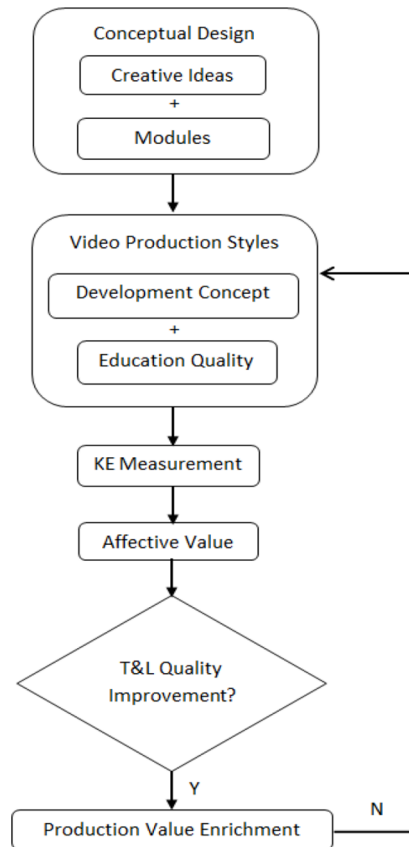 Conceptual Design
Creative Ideas
+
Modules
Video Production Styles
Development Concept
+
Education Quality
KE Measurement
Affective Value
T&L Quality
Improvement?
Y
N
Production Value Enrichment